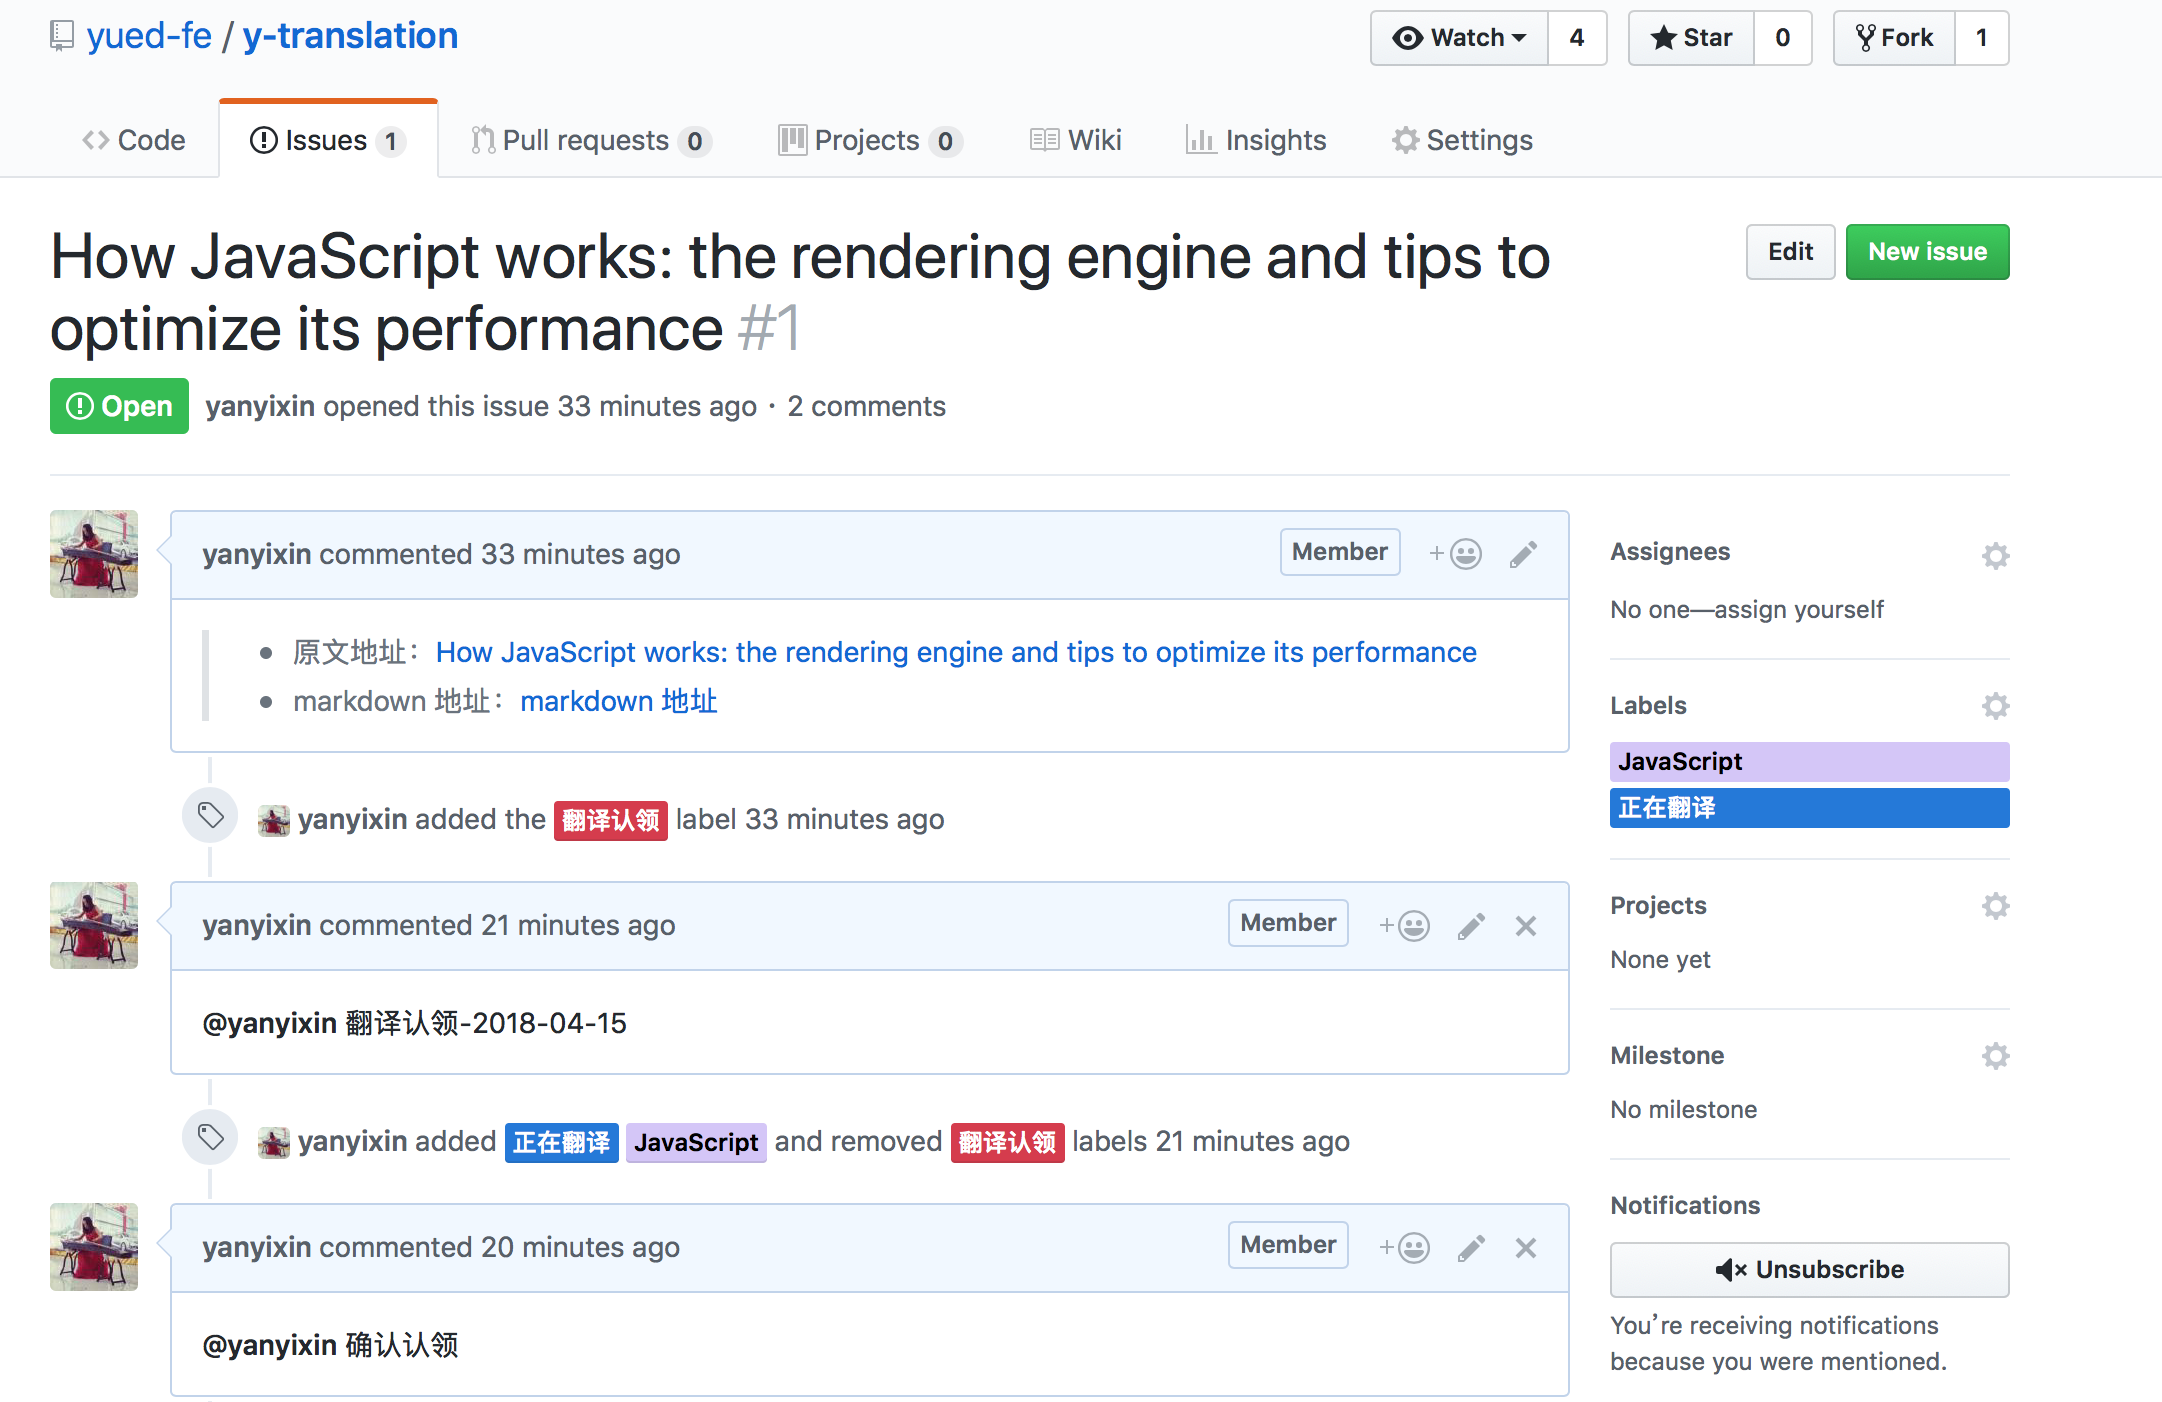 yued-fe / y-translation
Watch 4 Star 0 Fork 1
Code Issues 1 Pull requests 0 Projects 0 Wiki Insights Settings
How JavaScript works: the rendering engine and tips to
optimize its performance #1
Edit New issue
Open yanyixin opened this issue 33 minutes ago · 2 comments
yanyixin commented 33 minutes ago Member
原文地址：How JavaScript works: the rendering engine and tips to optimize its performance
markdown 地址：markdown 地址
yanyixin added the 翻译认领 label 33 minutes ago
yanyixin commented 21 minutes ago Member
@yanyixin 翻译认领-2018-04-15
yanyixin added 正在翻译 JavaScript and removed 翻译认领 labels 21 minutes ago
yanyixin commented 20 minutes ago Member
@yanyixin 确认认领
Assignees
No one—assign yourself
Labels
JavaScript
正在翻译
Projects
None yet
Milestone
No milestone
Notifications
Unsubscribe
You’re receiving notifications
because you were mentioned.